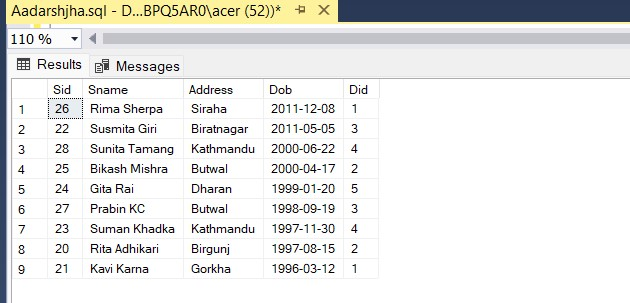 Aadarshjha.sql - D...BPQ5AR0\acer (52))*
110 %
Results Messages
Sid Sname Address Dob Did
1 26 Rima Sherpa Siraha 2011-12-08 1
2 22 Susmita Giri Biratnagar 2011-05-05 3
3 28 Sunita Tamang Kathmandu 2000-06-22 4
4 25 Bikash Mishra Butwal 2000-04-17 2
5 24 Gita Rai Dharan 1999-01-20 5
6 27 Prabin KC Butwal 1998-09-19 3
7 23 Suman Khadka Kathmandu 1997-11-30 4
8 20 Rita Adhikari Birgunj 1997-08-15 2
9 21 Kavi Karna Gorkha 1996-03-12 1